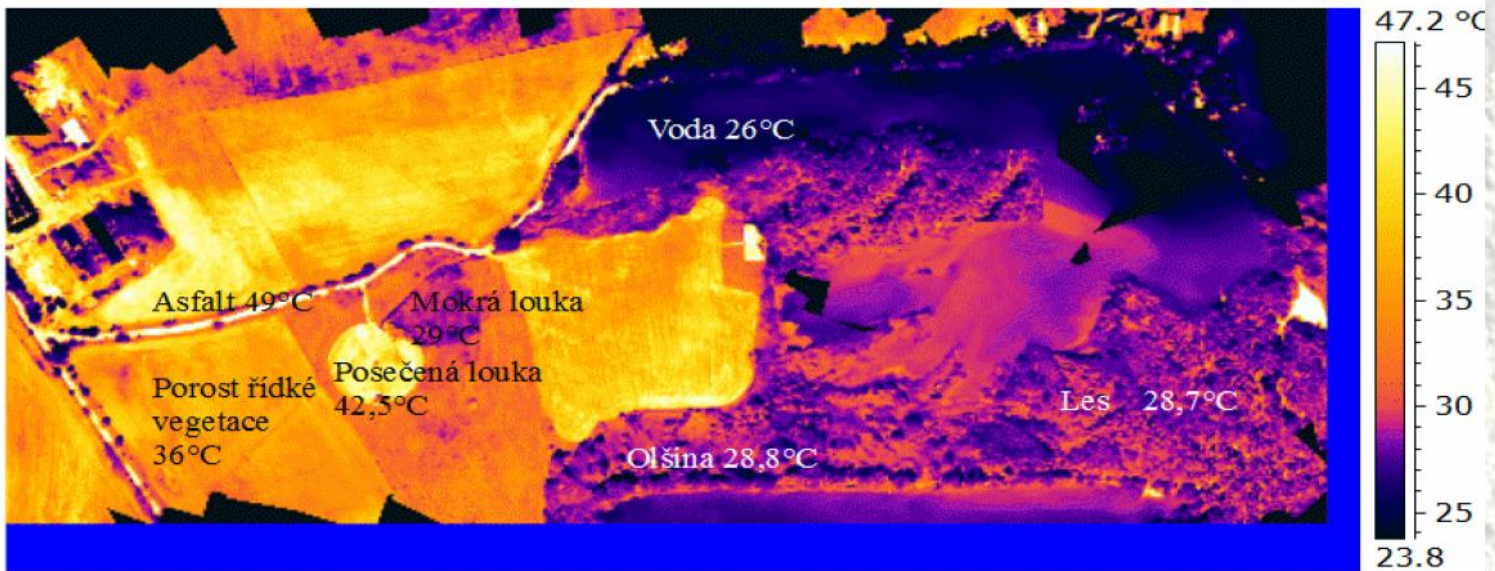 47.2 °C
45
40
35
30
25
23.8
Voda 26°C
Asfalt 49°C
Mokrá louka
29°C
Posečená louka
42,5°C
Porost řídké
vegetace
36°C
Les 28,7°C
Olšina 28,8°C